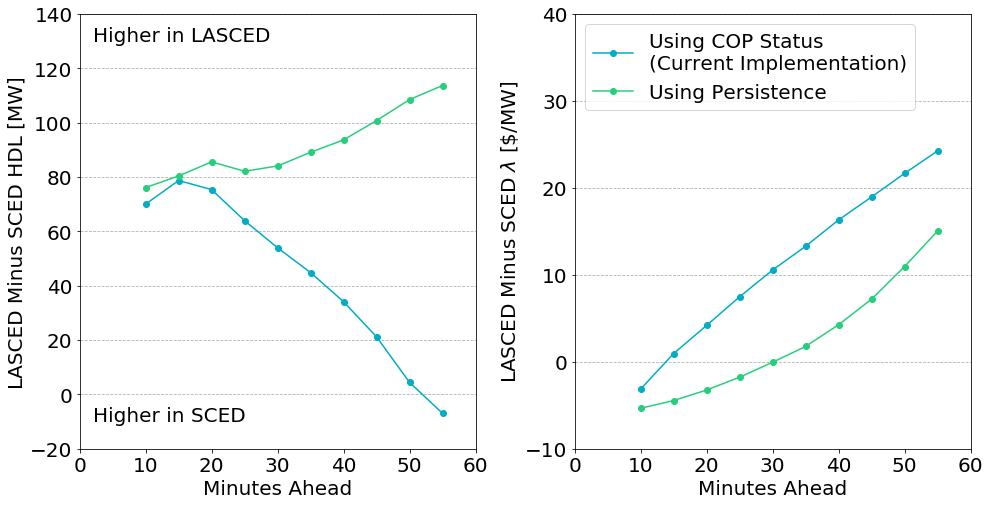 LASCED Minus SCED HDL [MW]
140
120
100
80
60
40
20
0
−20
Higher in LASCED
Higher in SCED
0 10 20 30 40 50 60
Minutes Ahead
LASCED Minus SCED λ [$/MW]
40
30
20
10
0
−10
Using COP Status
(Current Implementation)
Using Persistence
0 10 20 30 40 50 60
Minutes Ahead